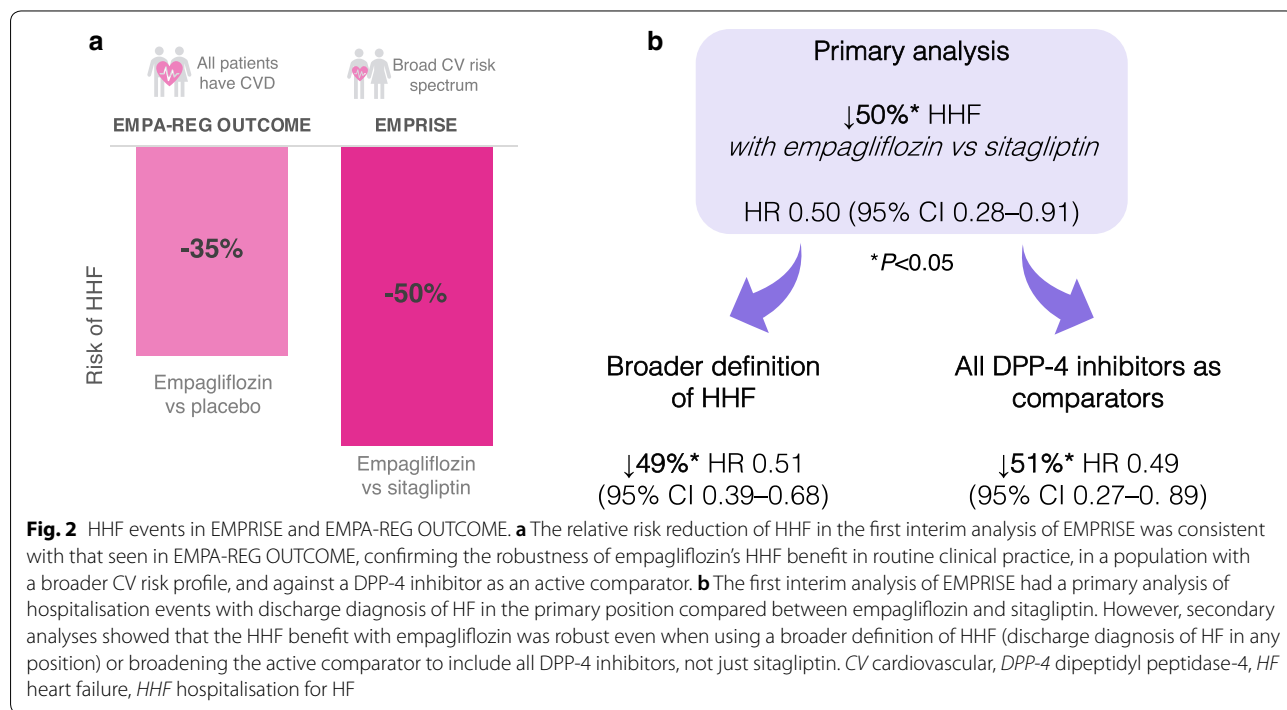 a
All patients
have CVD
EMPA-REG OUTCOME
Broad CV risk
spectrum
EMPRISE
Risk of HHF
-35%
-50%
Empagliflozin
vs placebo
Empagliflozin
vs sitagliptin
b
Primary analysis
↓50%* HHF
with empagliflozin vs sitagliptin
HR 0.50 (95% CI 0.28–0.91)
*P<0.05
Broader definition
of HHF
↓49%* HR 0.51
(95% CI 0.39–0.68)
All DPP-4 inhibitors as
comparators
↓51%* HR 0.49
(95% CI 0.27–0. 89)
Fig. 2 HHF events in EMPRISE and EMPA-REG OUTCOME. a The relative risk reduction of HHF in the first interim analysis of EMPRISE was consistent
with that seen in EMPA-REG OUTCOME, confirming the robustness of empagliflozin's HHF benefit in routine clinical practice, in a population with
a broader CV risk profile, and against a DPP-4 inhibitor as an active comparator. b The first interim analysis of EMPRISE had a primary analysis of
hospitalisation events with discharge diagnosis of HF in the primary position compared between empagliflozin and sitagliptin. However, secondary
analyses showed that the HHF benefit with empagliflozin was robust even when using a broader definition of HHF (discharge diagnosis of HF in any
position) or broadening the active comparator to include all DPP-4 inhibitors, not just sitagliptin. CV cardiovascular, DPP-4 dipeptidyl peptidase-4, HF
heart failure, HHF hospitalisation for HF